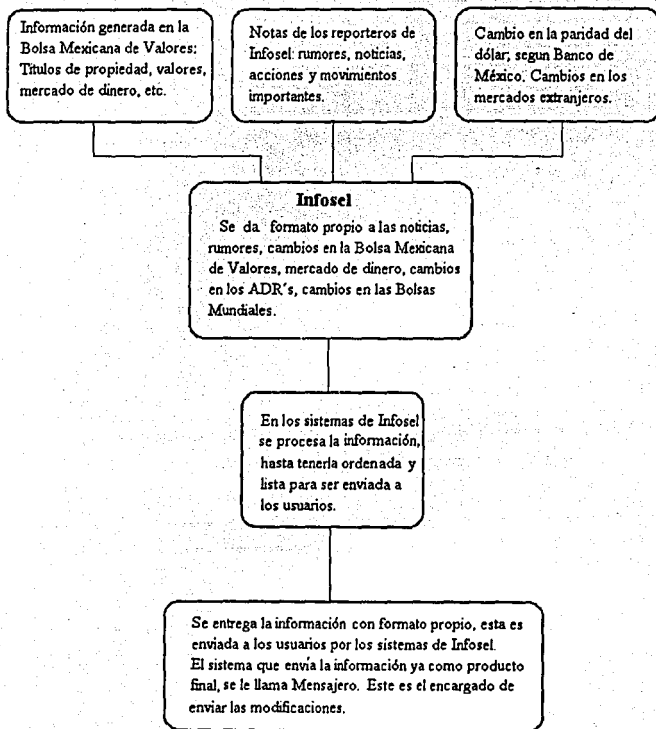 Información generada en la
Bolsa Mexicana de Valores:
Títulos de propiedad, valores,
mercado de dinero, etc.
Notas de los reporteros de
Infosel: rumores, noticias,
acciones y movimientos
importantes.
Cambio en la paridad del
dólar, segun Banco de
México. Cambios en los
mercados extranjeros.
Infosel
Se da formato propio a las noticias,
rumores, cambios en la Bolsa Mexicana
de Valores, mercado de dinero, cambios
en los ADR´s, cambios en las Bolsas
Mundiales.
En los sistemas de Infosel
se procesa la información,
hasta tenerla ordenada y
lista para ser enviada a
los usuarios.
Se entrega la información con formato propio, esta es
enviada a los usuarios por los sistemas de Infosel.
El sistema que envía la información ya como producto
final, se le llama Mensajero. Este es el encargado de
enviar las modificaciones.